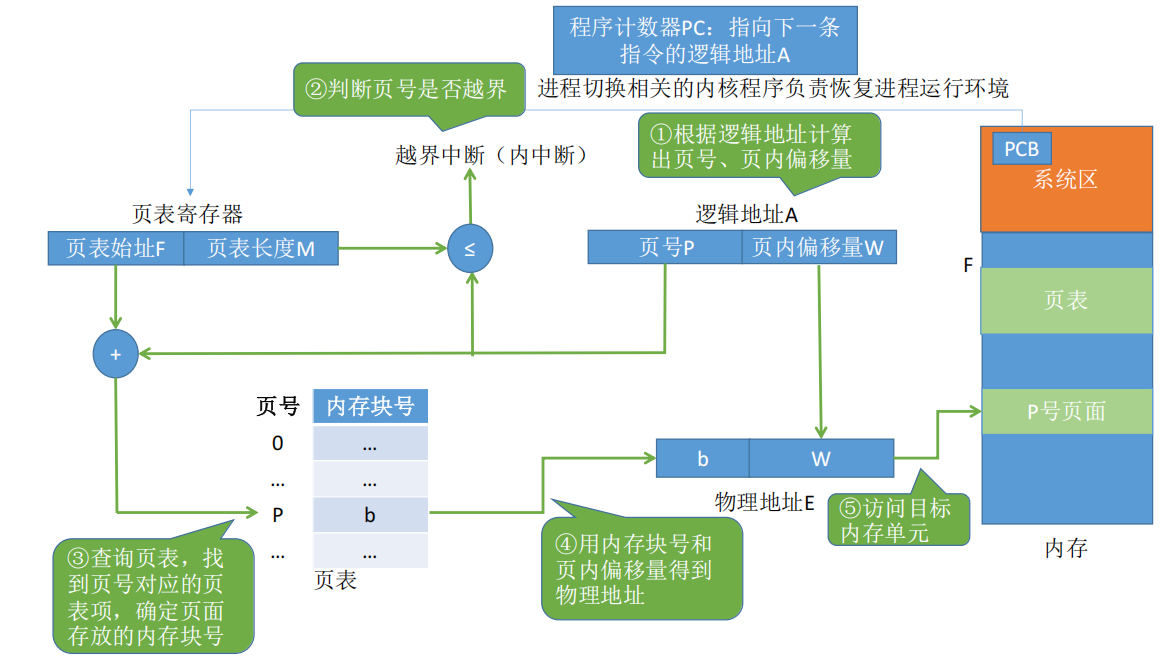 程序计数器PC：指向下一条
指令的逻辑地址A
②判断页号是否越界
进程切换相关的内核程序负责恢复进程运行环境
①根据逻辑地址计算
出页号、页内偏移量
越界中断（内中断）
PCB
系统区
页表寄存器
逻辑地址A
页表始址F
页表长度M
≤
页号P
页内偏移量W
F
页表
+
页号
内存块号
0
…
…
…
P
b
…
…
页表
b
W
物理地址E
P号页面
内存
③查询页表，找
到页号对应的页
表项，确定页面
存放的内存块号
④用内存块号和
页内偏移量得到
物理地址
⑤访问目标
内存单元